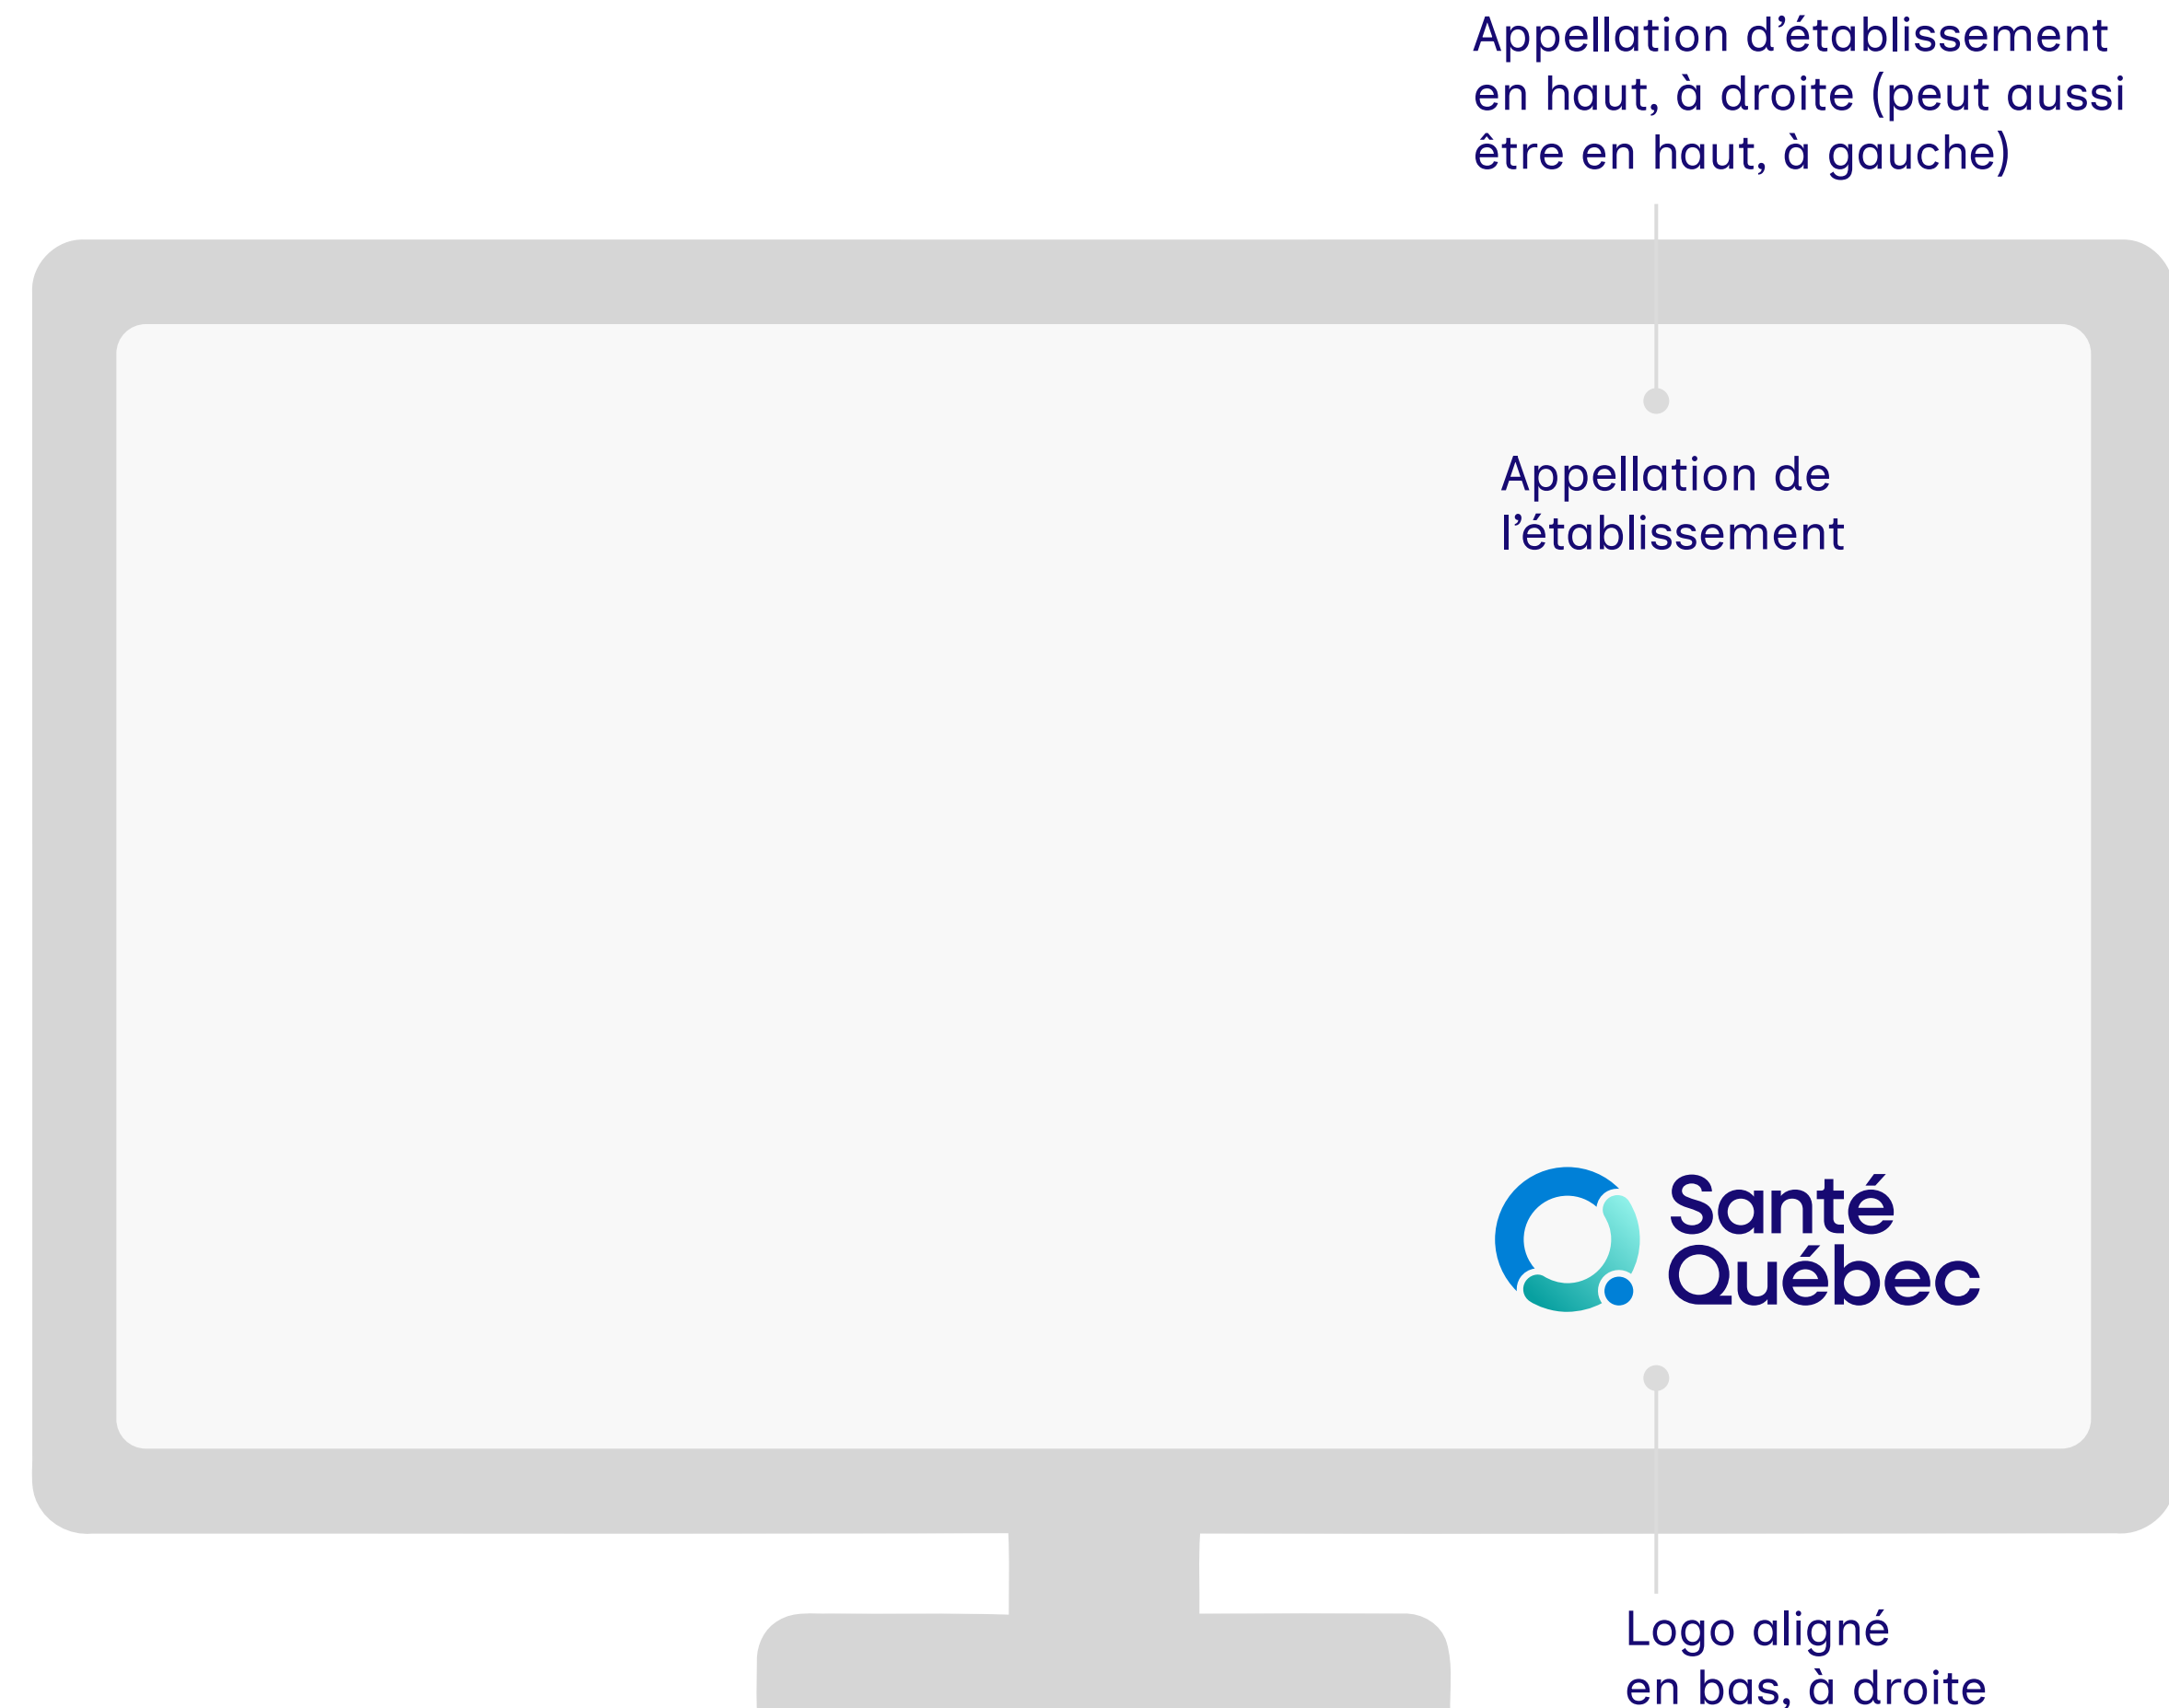 Appellation d’établissement
en haut, à droite (peut aussi
être en haut, à gauche)
Appellation de
l’établissement
Santé
Québec
Logo aligné
en bas, à droite